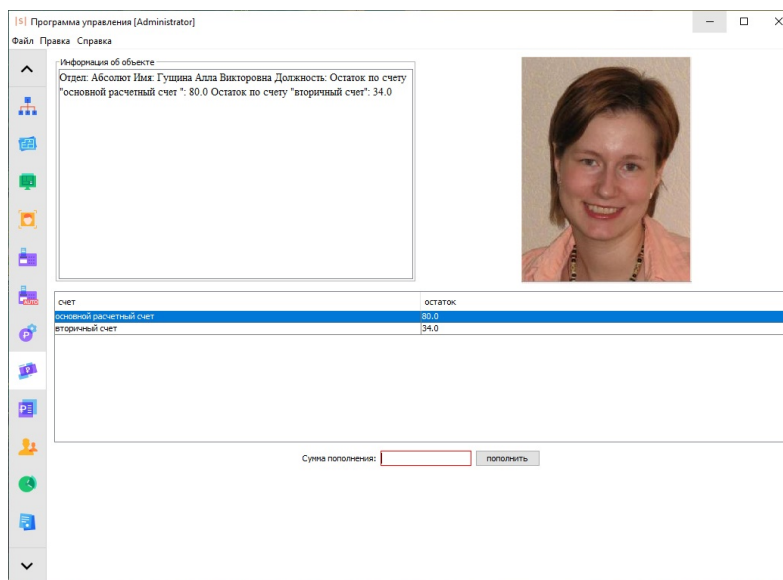 |S| Программа управления [Administrator]
Файл Правка Справка
Информация об объекте
Отдел: Абсолют Имя: Гущина Алла Викторовна Должность: Остаток по счету
"основной расчетный счет ": 80.0 Остаток по счету "вторичный счет": 34.0
счет остаток
основной расчетный счет 80.0
вторичный счет 34.0
AUTO
P
P
P
Сумма пополнения: пополнить